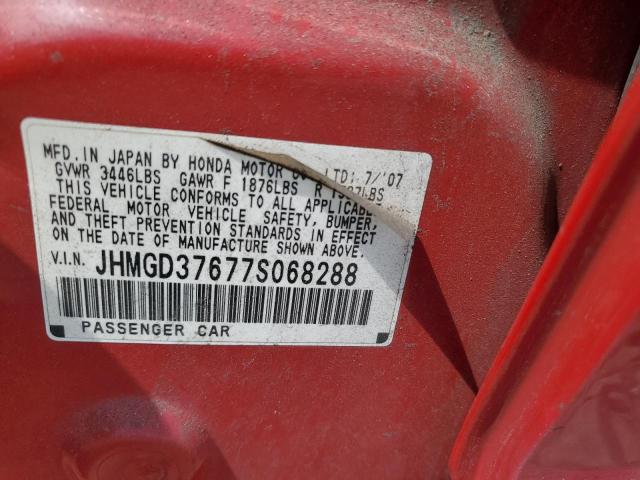 MFD. IN JAPAN BY HONDA MOTOR CO. LTD: 7/'07
GVWR 3446LBS GAWR F 1876LBS R LBS
THIS VEHICLE CONFORMS TO ALL APPLICABLE
FEDERAL MOTOR VEHICLE SAFETY, BUMPER,
AND THEFT PREVENTION STANDARDS IN EFFECT
ON THE DATE OF MANUFACTURE SHOWN ABOVE.
V.I.N. JHMGD37677S068288
PASSENGER CAR